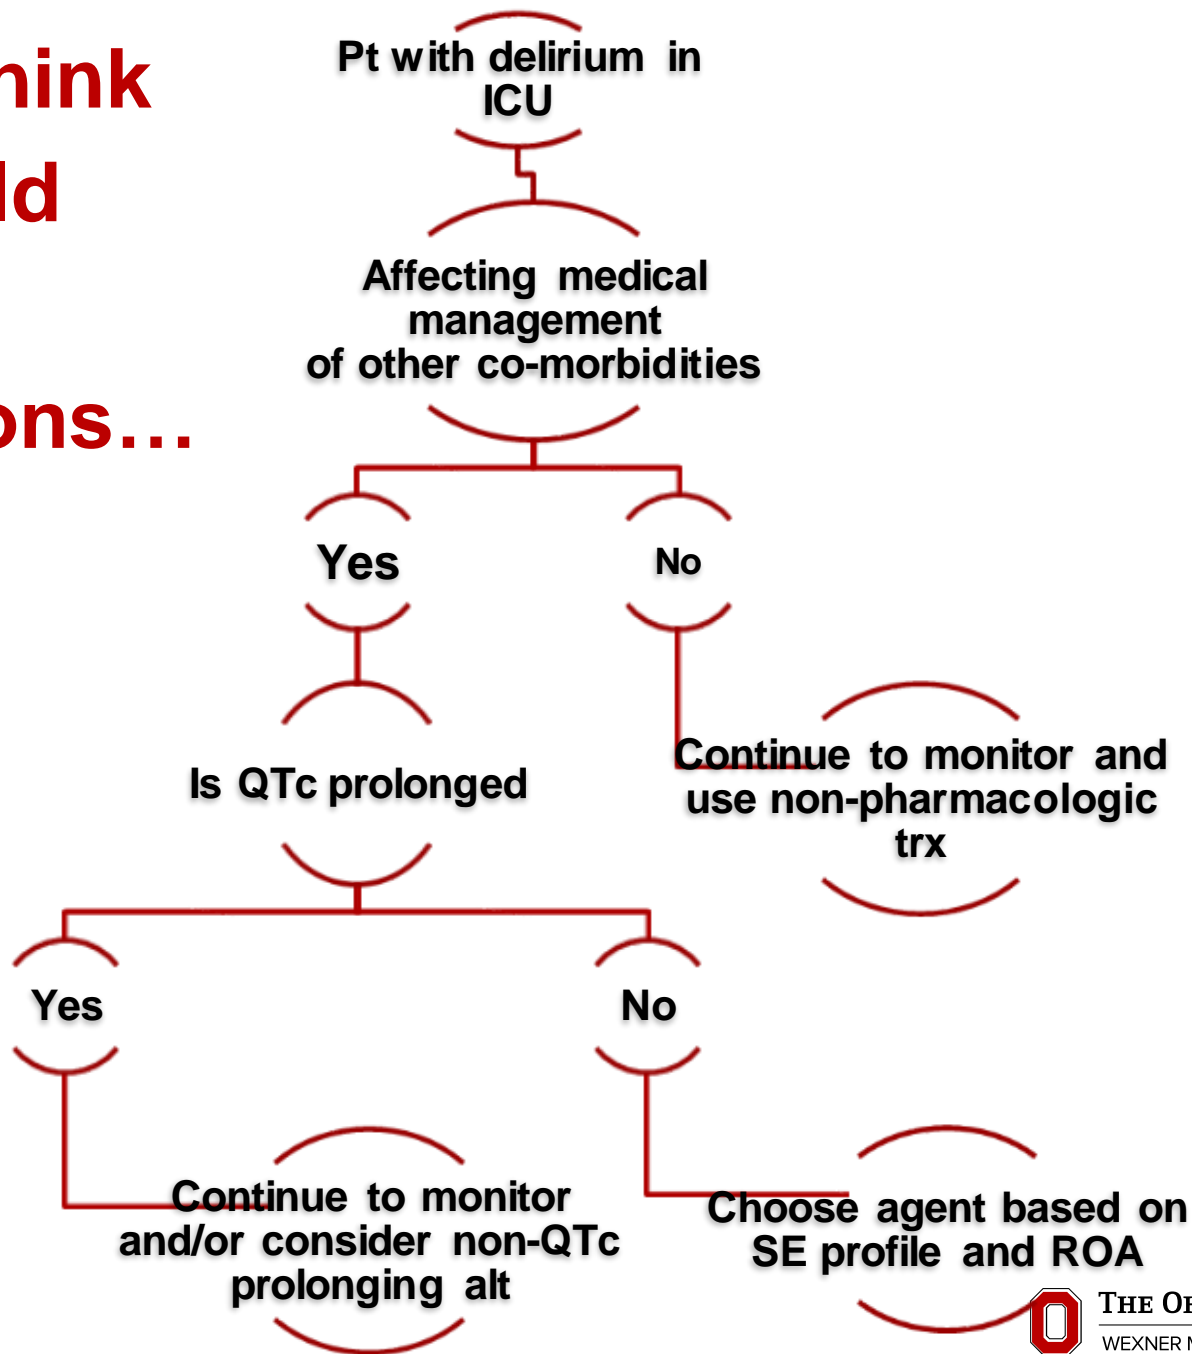 hink
ld
ons…
Pt with delirium in
ICU
Affecting medical
management
of other co-morbidities
Yes
No
Is QTc prolonged
Continue to monitor and
use non-pharmacologic
trx
Yes
No
Continue to monitor
and/or consider non-QTc
prolonging alt
Choose agent based on
SE profile and ROA
THE OH
WEXNER M